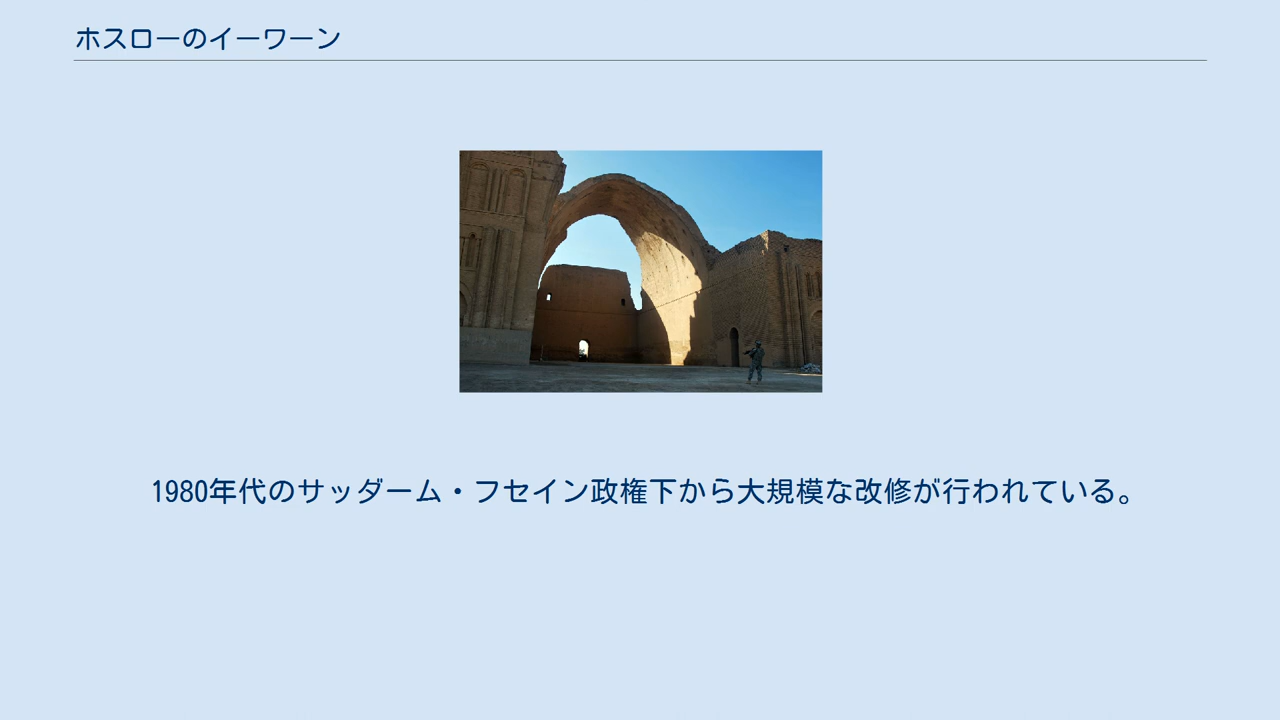 ホスローのイーワーン
1980年代のサッダーム・フセイン政権下から大規模な改修が行われている。